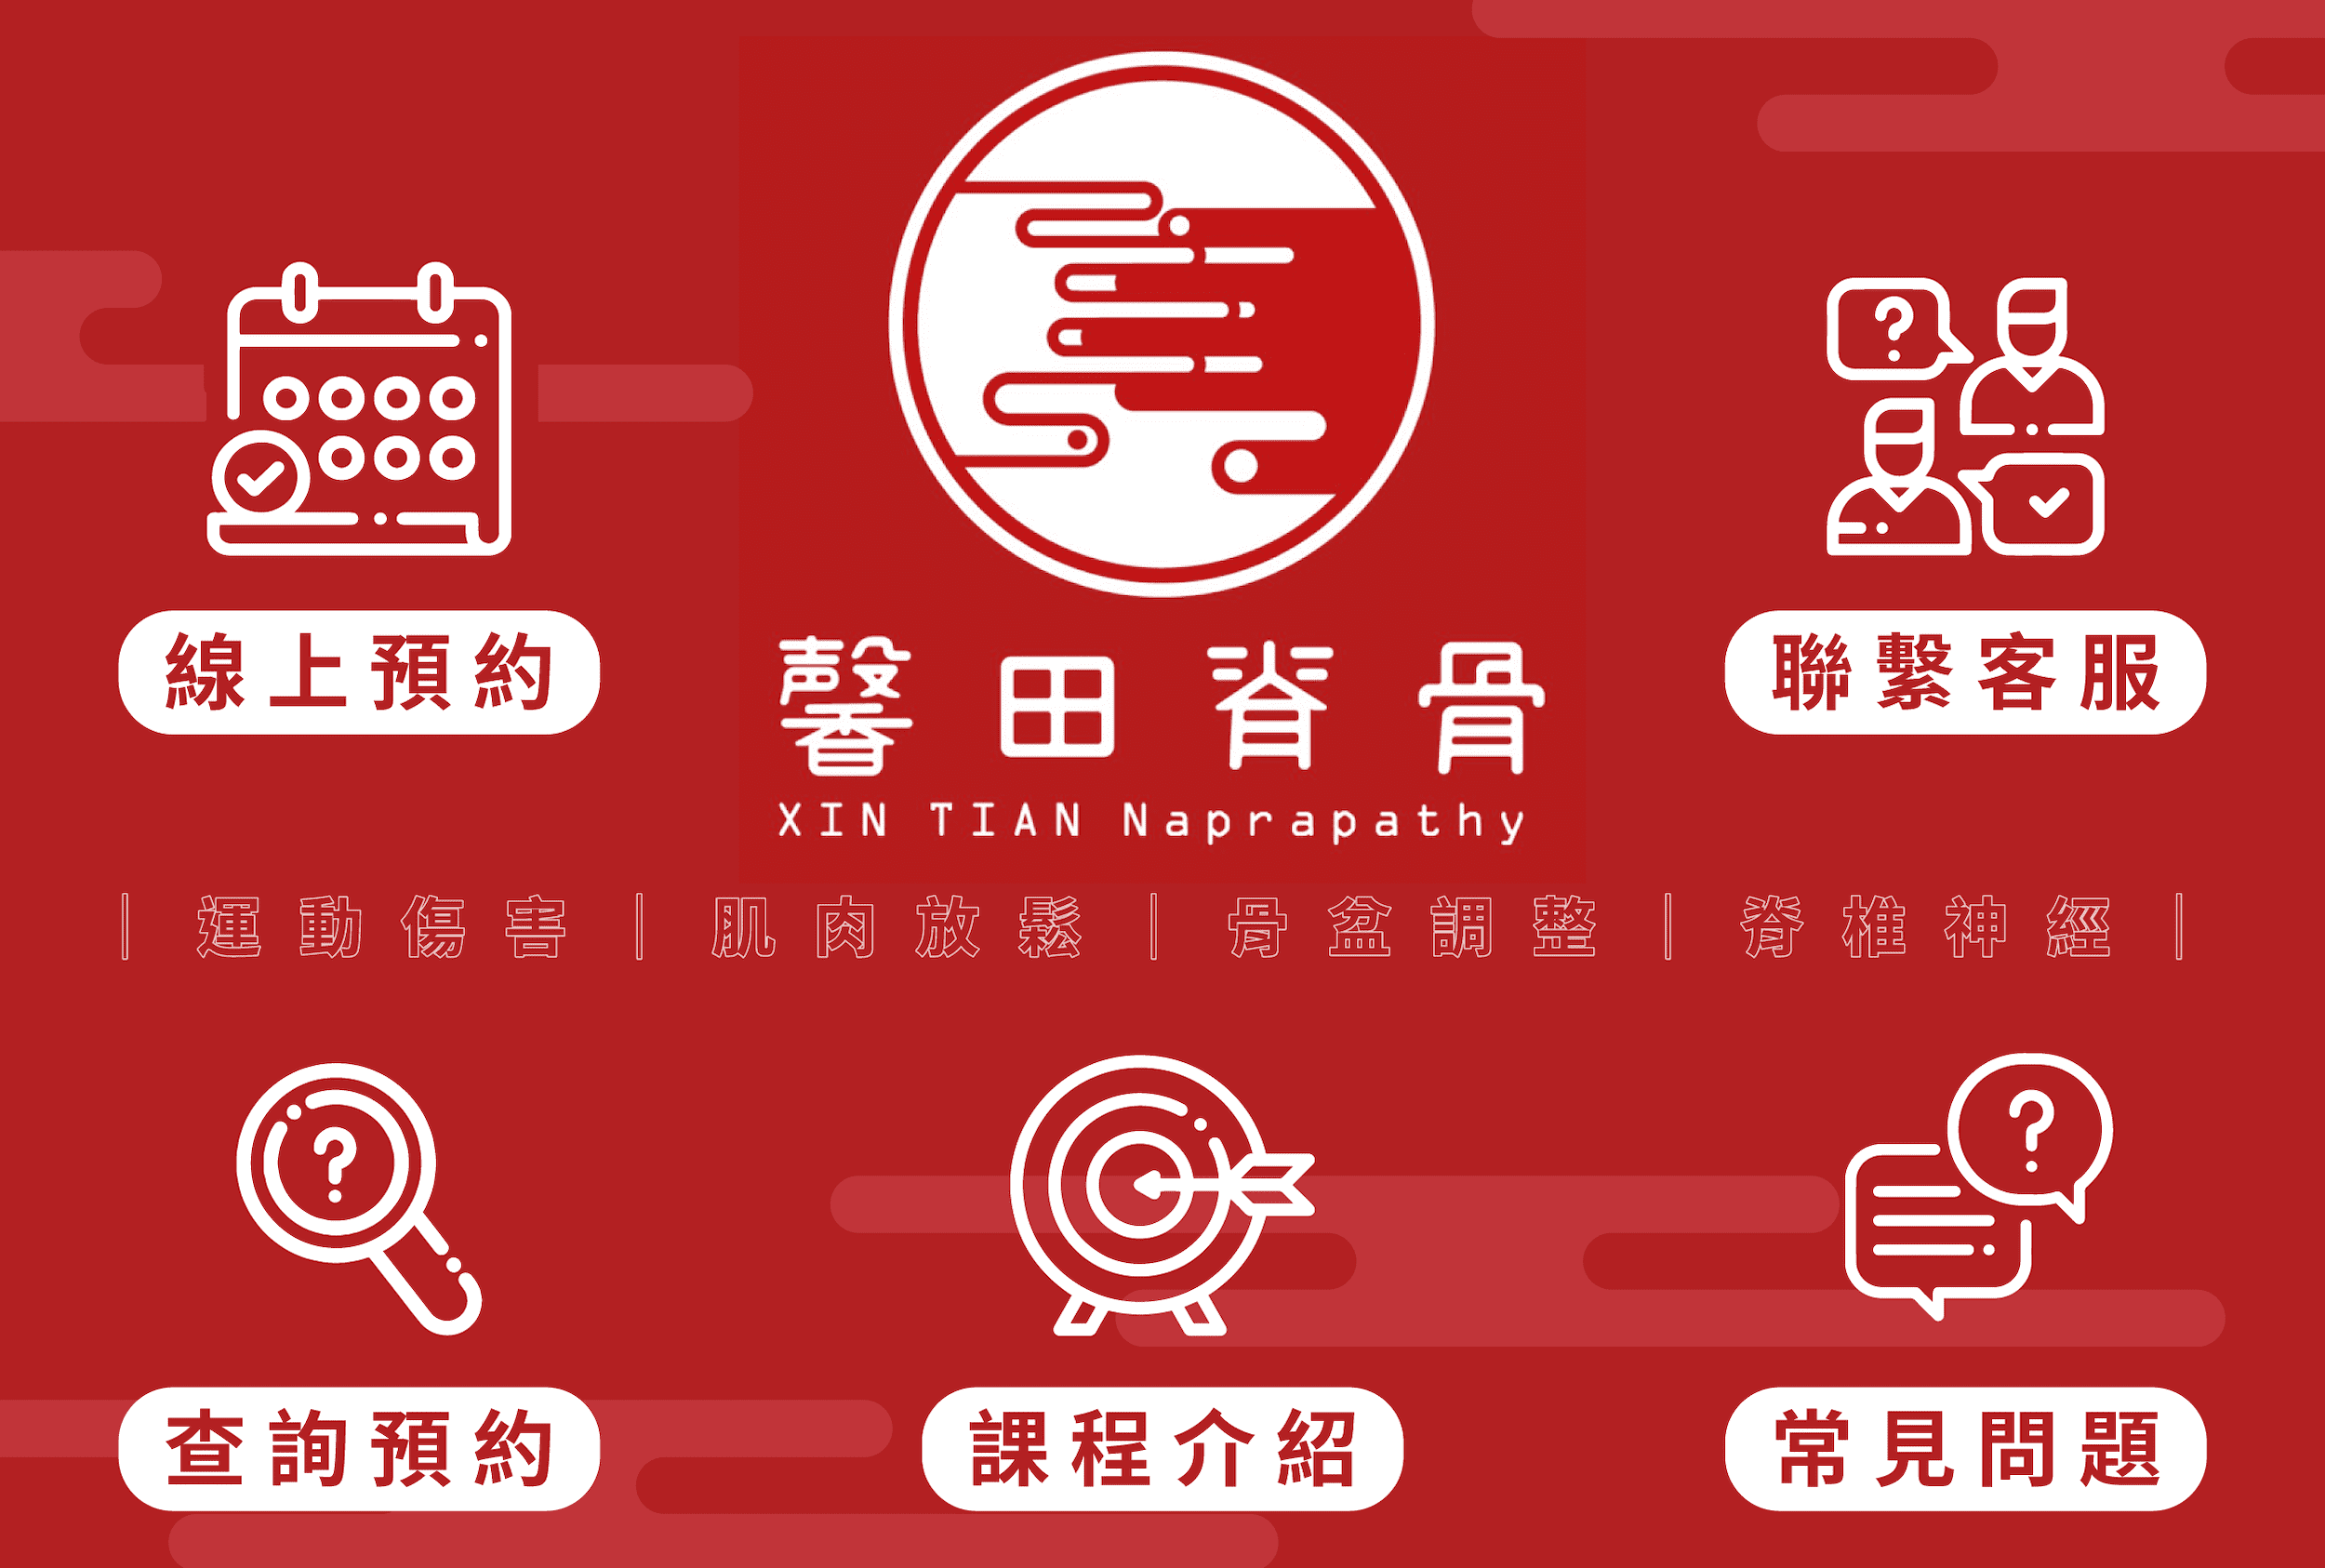 線上預約
馨田脊骨
XIN TIAN Naprapathy
聯繫客服
｜運動傷害｜肌肉放鬆｜骨盆調整｜脊椎神經｜
查詢預約
課程介紹
常見問題